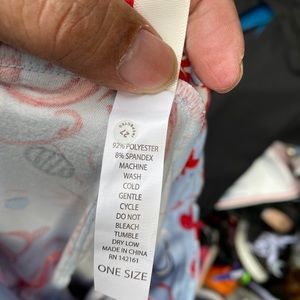 92% POLYESTER
8% SPANDEX
MACHINE
WASH
COLD
GENTLE
CYCLE
DO NOT
BLEACH
TUMBLE
DRY LOW
MADE IN CHINA
RN 142161
ONE SIZE